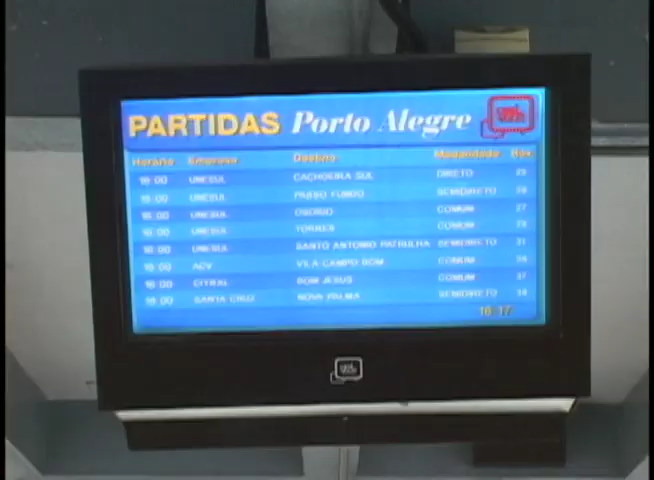 PARTIDAS Porto Alegre
Horário Empresa Destino Modalidade Box
16:00 UNESUL CACHOEIRA SUL DIRETO
16:00 UNESUL PASSO FUNDO SEMIDIRETO
16:00 UNESUL OSORIO COMUM 27
16:00 UNESUL TORRES COMUM
16:00 UNESUL SANTO ANTONIO PATRULHA SEMIDIRETO
16:00 VILA CAMPO BOM COMUM
16:00 CITRAL BOM JESUS COMUM 37
16:00 SANTA CRUZ NOVA PALMA SEMIDIRETO
16:17